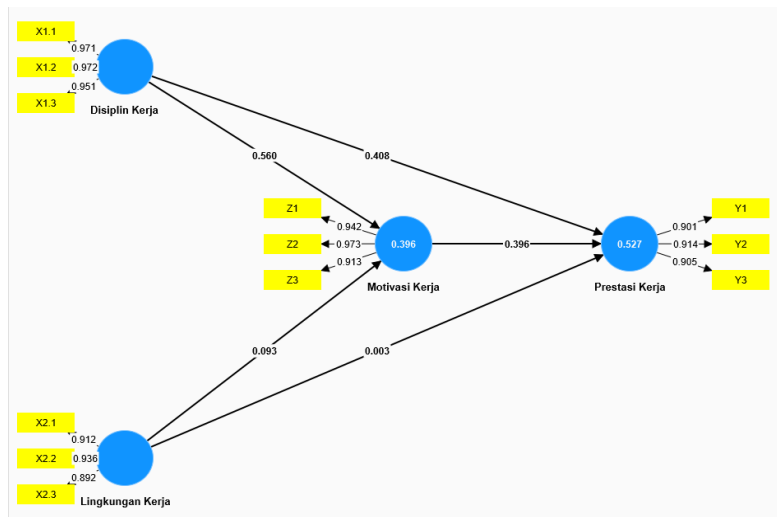 X1.1
0.971
X1.2
0.972
0.951
X1.3
Disiplin Kerja
0.560
0.408
Z1
0.942
Z2
0.973
0.913
Z3
0.396
Motivasi Kerja
0.396
0.527
Prestasi Kerja
Y1
0.901
0.914
Y2
0.905
Y3
0.093
0.003
X2.1
0.912
X2.2
0.936
0.892
X2.3
Lingkungan Kerja